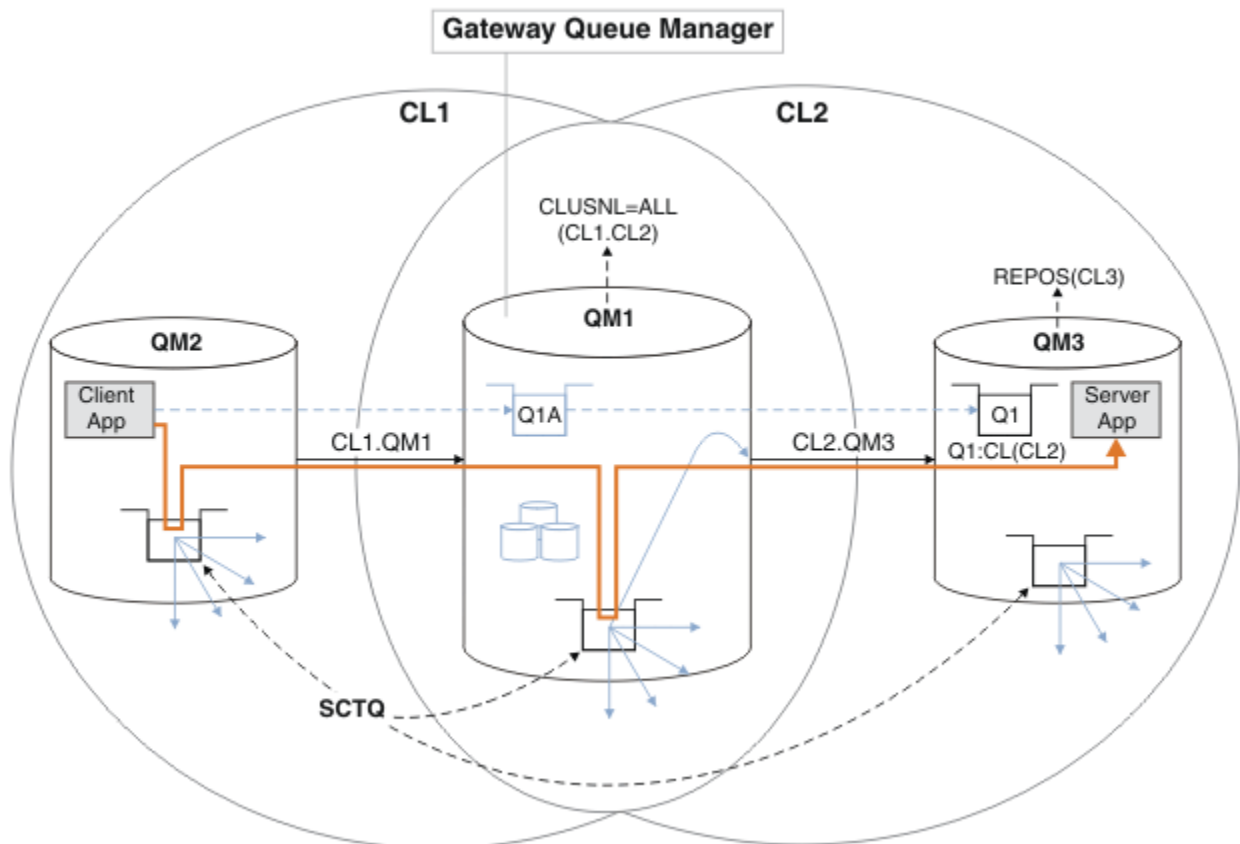 Gateway Queue Manager
CL1
CL2
CLUSNL=ALL
(CL1.CL2)
REPOS(CL3)
QM2
QM1
QM3
Client
App
Q1A
Q1
Server
App
CL1.QM1
CL2.QM3
Q1:CL(CL2)
SCTQ